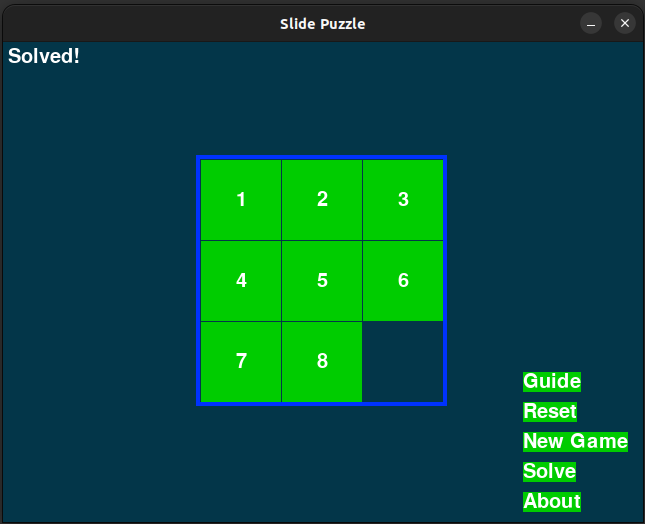 Slide Puzzle
Solved!
1 2 3
4 5 6
7 8
Guide
Reset
New Game
Solve
About